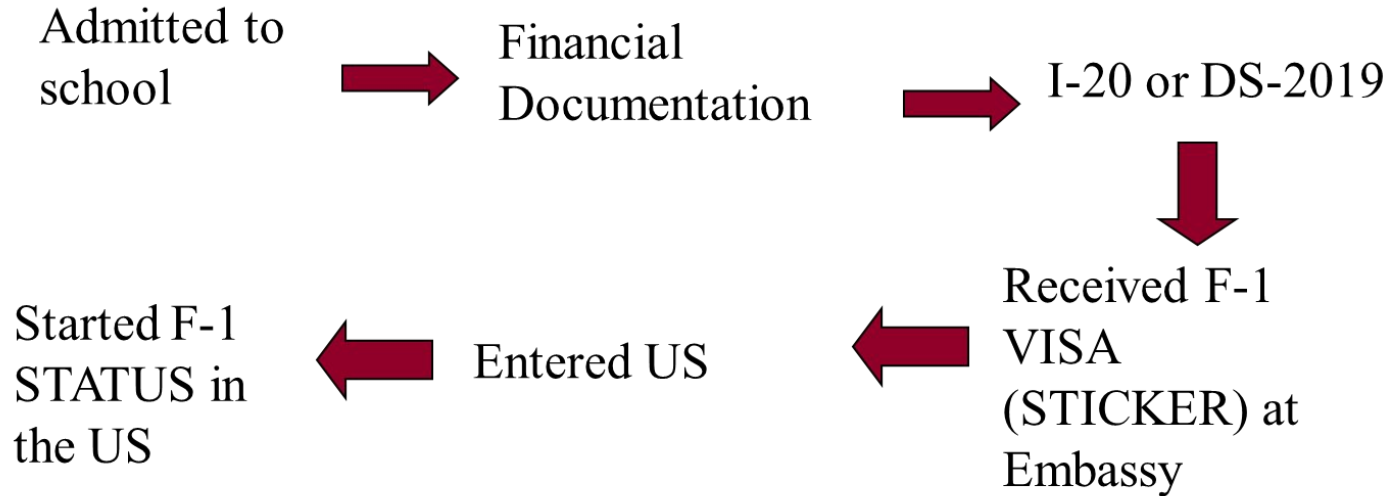 Admitted to
school
Financial
Documentation
I-20 or DS-2019
Received F-1
VISA
(STICKER) at
Embassy
Entered US
Started F-1
STATUS in
the US